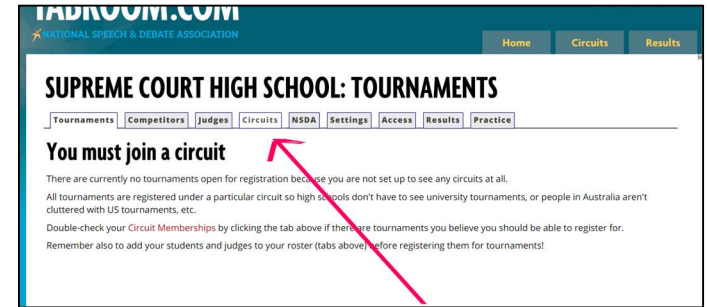 TABROOM.COM
NATIONAL SPEECH & DEBATE ASSOCIATION
Home Circuits Results
SUPREME COURT HIGH SCHOOL: TOURNAMENTS
Tournaments Competitors Judges Circuits NSDA Settings Access Results Practice
You must join a circuit
There are currently no tournaments open for registration because you are not set up to see any circuits at all.
All tournaments are registered under a particular circuit so high schools don't have to see university tournaments, or people in Australia aren't
cluttered with US tournaments, etc.
Double-check your Circuit Memberships by clicking the tab above if there are tournaments you believe you should be able to register for.
Remember also to add your students and judges to your roster (tabs above) before registering them for tournaments!